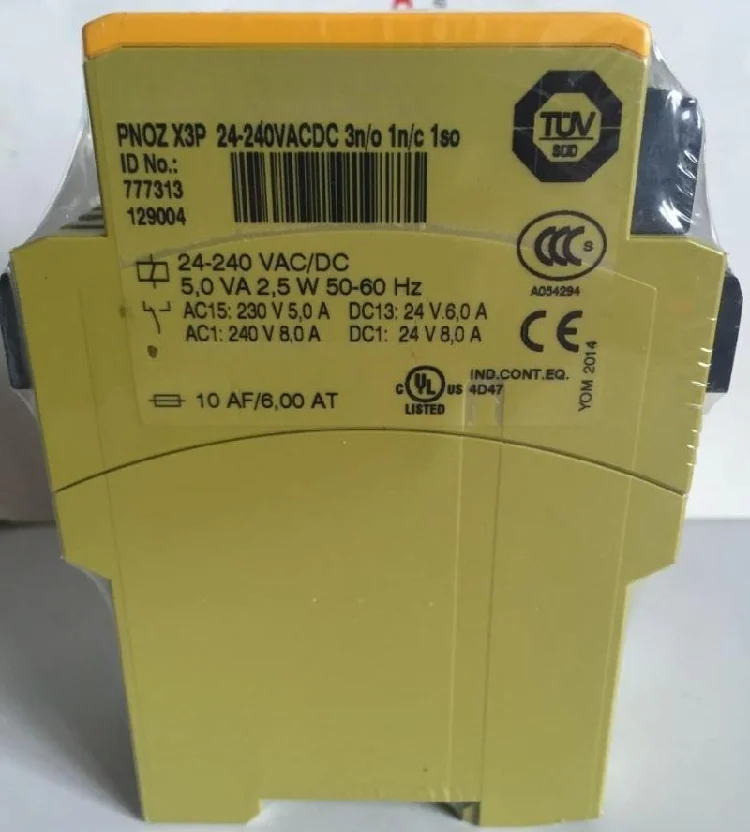 PNOZ X3P 24-240VACDC 3n/o 1n/c 1so
ID No.:
777313
129004
TÜV
SÜD
CCC S
A054294
24-240 VAC/DC
5,0 VA 2,5 W 50-60 Hz
AC15: 230 V 5,0 A DC13: 24 V.6,0 A
AC1: 240 V 8,0 A DC1: 24 V 8,0 A
CE
YOM 2014
10 AF/6,00 AT
C UL US
LISTED
IND.CONT.EQ.
4D47